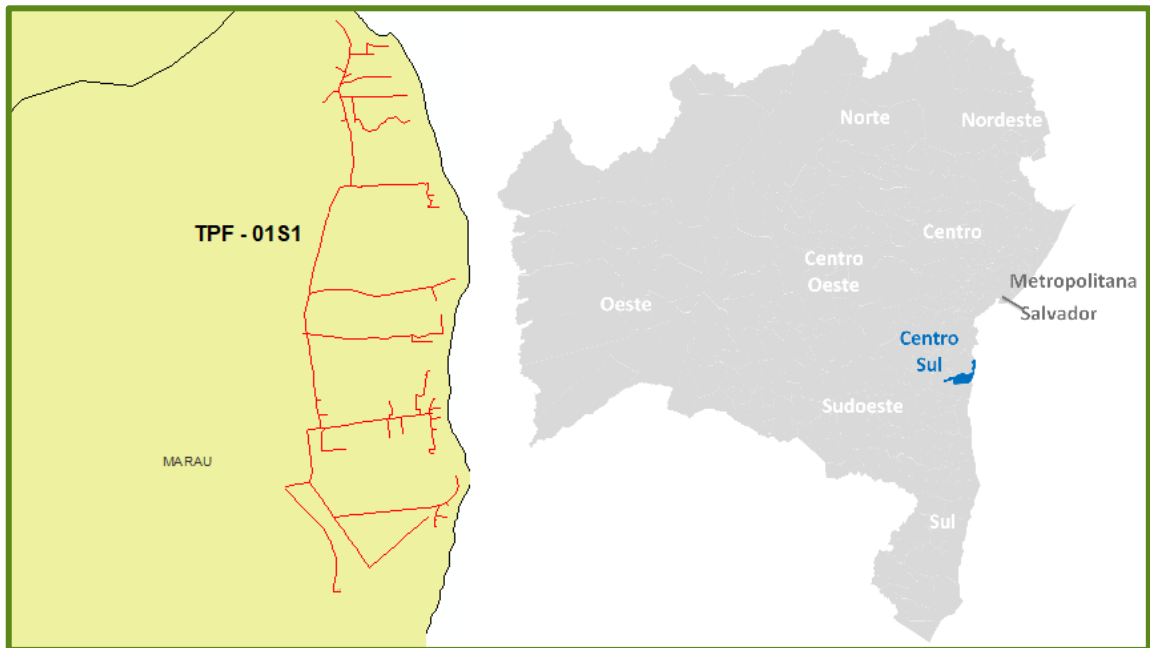 TPF - 01S1
MARAU
Norte
Nordeste
Centro
Centro
Oeste
Metropolitana
Salvador
Oeste
Centro
Sul
Sudoeste
Sul